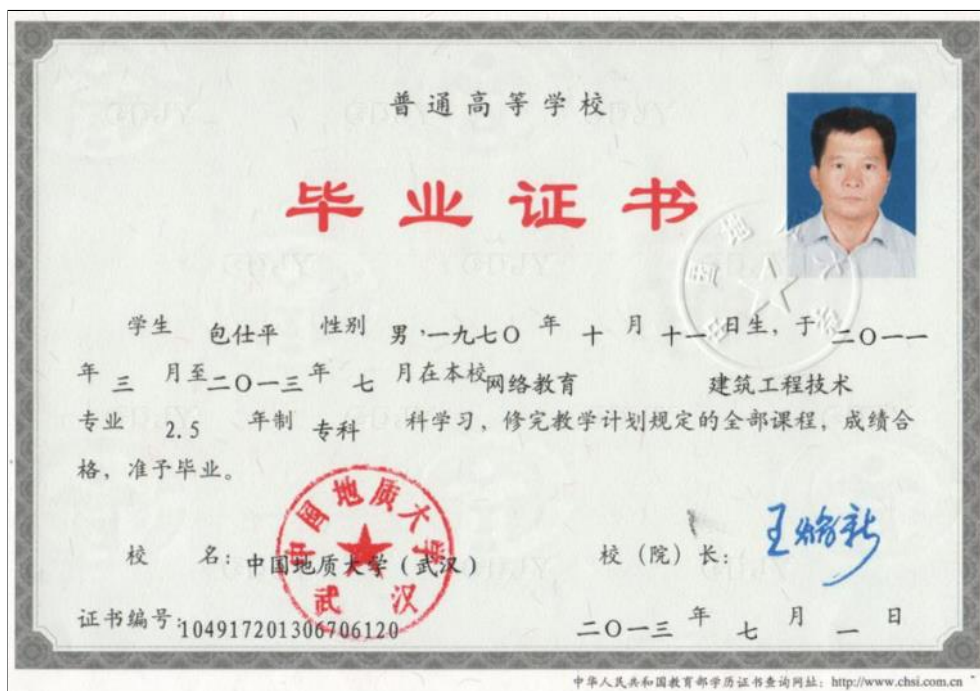 普通高等学校
毕业证书
学生 包仕平 性别 男,一九七〇 年 十 月 十一 日生,于 二〇一一
年 三 月至 二〇一三 年 七 月在本校 网络教育 建筑工程技术
专业 2.5 年制 专科 科学习,修完教学计划规定的全部课程,成绩合
格,准予毕业。
中国地质大学
武汉
校 名: 中国地质大学(武汉) 校(院)长:
证书编号: 104917201306706120 二〇一三 年 七 月 一 日
中华人民共和国教育部学历证书查询网址: http://www.chsi.com.cn